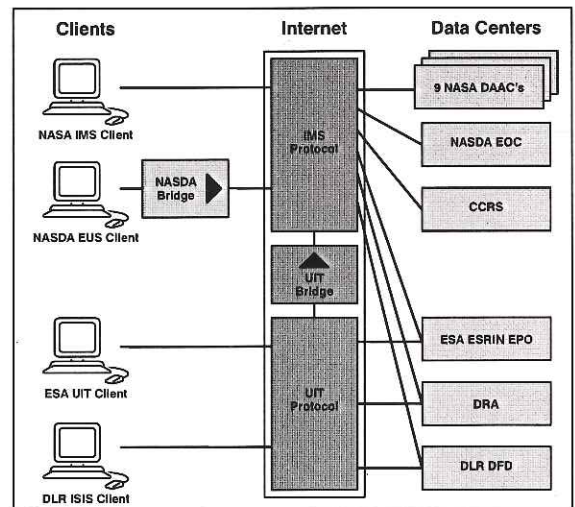 Clients
Internet
Data Centers
NASA IMS Client
IMS
Protocol
9 NASA DAAC's
NASDA EOC
NASDA EUS Client
NASDA
Bridge
CCRS
UIT
Bridge
ESA UIT Client
UIT
Protocol
ESA ESRIN EPO
DRA
DLR ISIS Client
DLR DFD